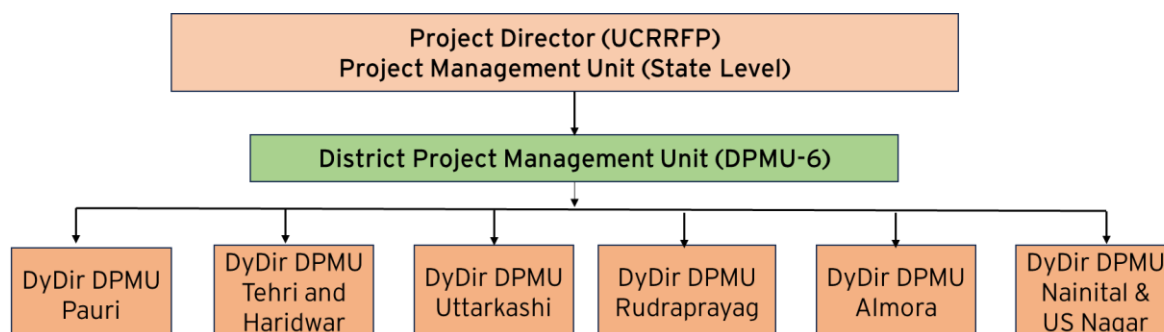 Project Director (UCRRFP)
Project Management Unit (State Level)
District Project Management Unit (DPMU-6)
DyDir DPMU
Pauri
DyDir DPMU
Tehri and
Haridwar
DyDir DPMU
Uttarkashi
DyDir DPMU
Rudraprayag
DyDir DPMU
Almora
DyDir DPMU
Nainital &
US Nagar